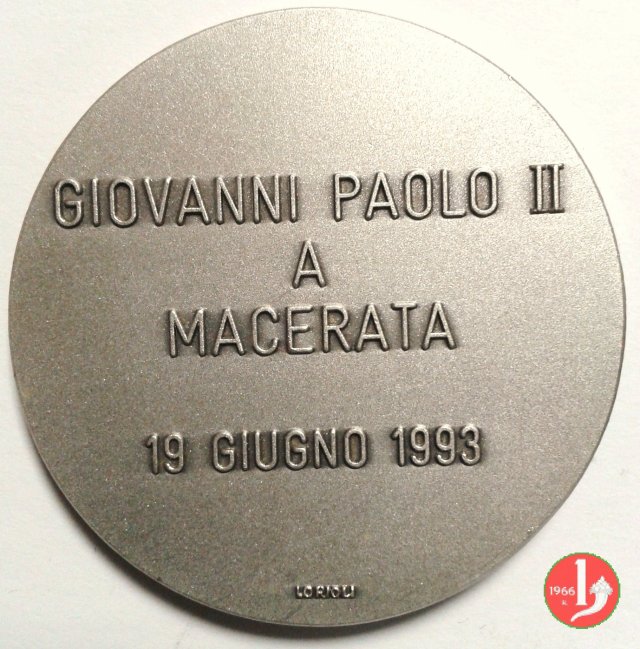 GIOVANNI PAOLO II
A
MACERATA
19 GIUGNO 1993
LORIOLI
1966
K